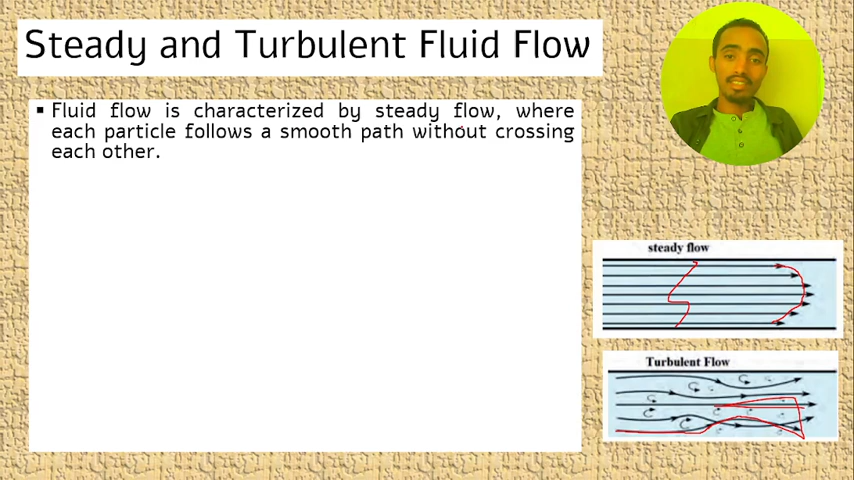 Steady and Turbulent Fluid Flow
▪ Fluid flow is characterized by steady flow, where
each particle follows a smooth path without crossing
each other.
steady flow
Turbulent Flow